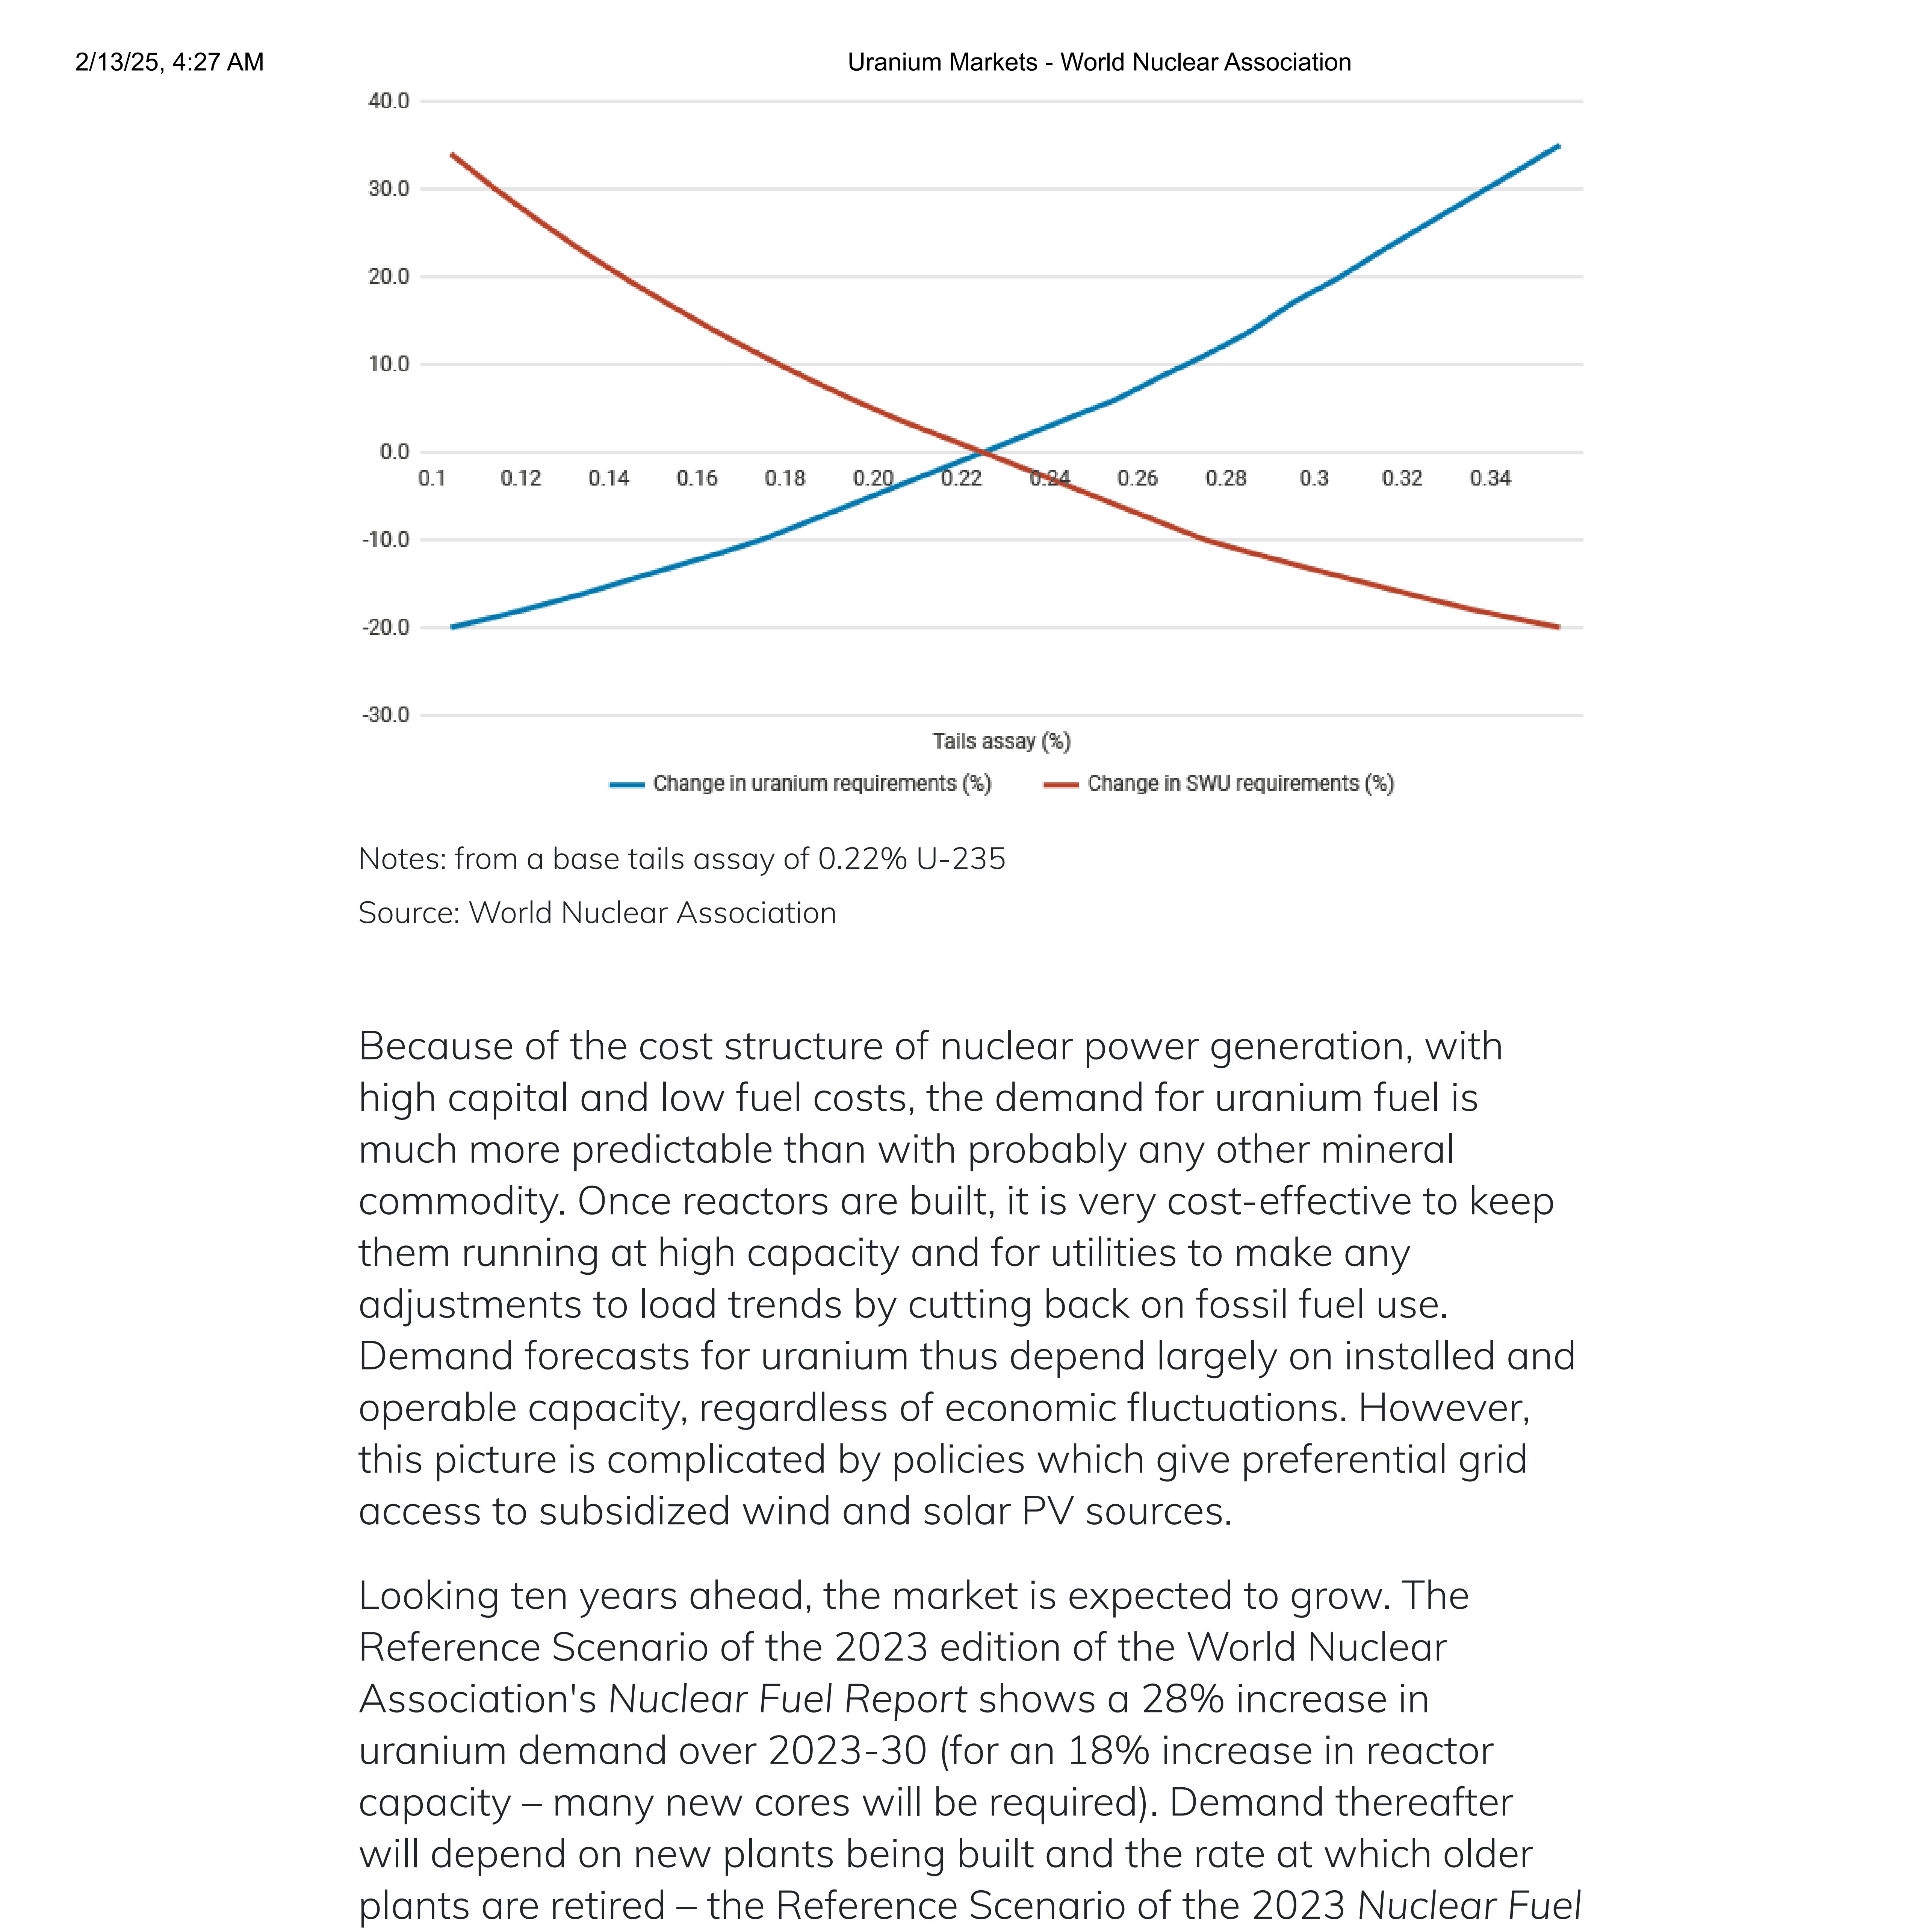 2/13/25, 4:27 AM
Uranium Markets - World Nuclear Association
40.0
30.0
20.0
10.0
0.0
0.1 0.12 0.14 0.16 0.18 0.20 0.22 0.24 0.26 0.28 0.3 0.32 0.34
-10.0
-20.0
-30.0
Tails assay (%)
Change in uranium requirements (%) Change in SWU requirements (%)
Notes: from a base tails assay of 0.22% U-235
Source: World Nuclear Association
Because of the cost structure of nuclear power generation, with
high capital and low fuel costs, the demand for uranium fuel is
much more predictable than with probably any other mineral
commodity. Once reactors are built, it is very cost-effective to keep
them running at high capacity and for utilities to make any
adjustments to load trends by cutting back on fossil fuel use.
Demand forecasts for uranium thus depend largely on installed and
operable capacity, regardless of economic fluctuations. However,
this picture is complicated by policies which give preferential grid
access to subsidized wind and solar PV sources.
Looking ten years ahead, the market is expected to grow. The
Reference Scenario of the 2023 edition of the World Nuclear
Association's Nuclear Fuel Report shows a 28% increase in
uranium demand over 2023-30 (for an 18% increase in reactor
capacity – many new cores will be required). Demand thereafter
will depend on new plants being built and the rate at which older
plants are retired – the Reference Scenario of the 2023 Nuclear Fuel